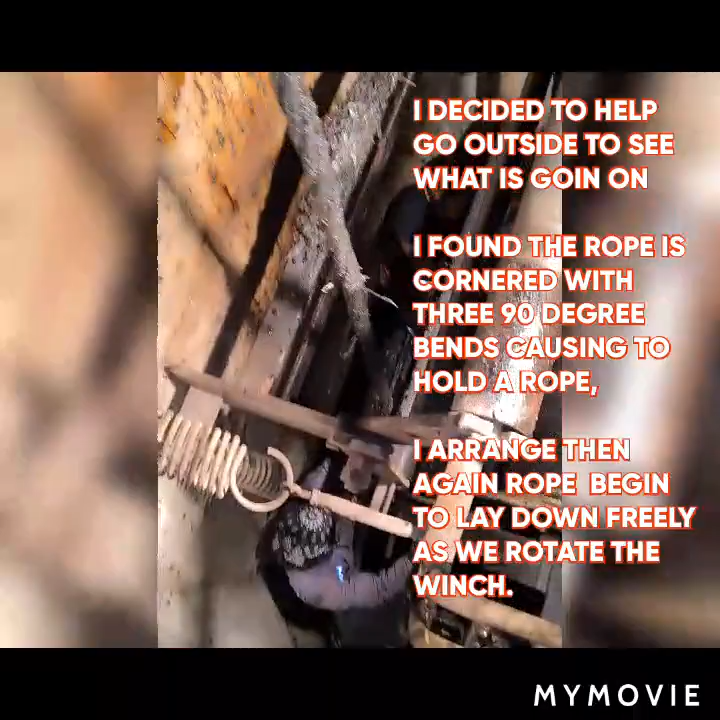 I DECIDED TO HELP
GO OUTSIDE TO SEE
WHAT IS GOIN ON
I FOUND THE ROPE IS
CORNERED WITH
THREE 90 DEGREE
BENDS CAUSING TO
HOLD A ROPE,
I ARRANGE THEN
AGAIN ROPE BEGIN
TO LAY DOWN FREELY
AS WE ROTATE THE
WINCH.
MYMOVIE